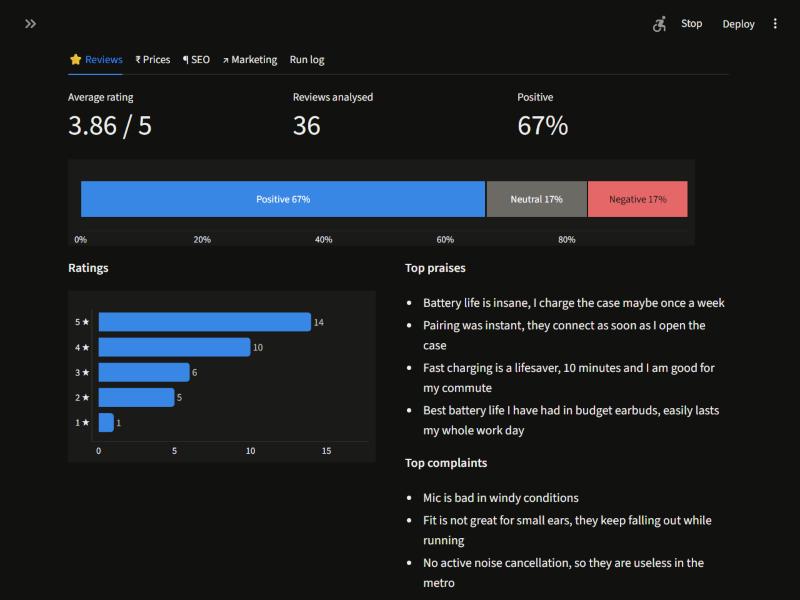 Stop
Deploy
⭐ Reviews
₹ Prices
¶ SEO
↗ Marketing
Run log
Average rating
Reviews analysed
Positive
3.86 / 5
36
67%
Positive 67%
Neutral 17%
Negative 17%
0%
20%
40%
60%
80%
Ratings
5 ★
14
4 ★
10
3 ★
6
2 ★
5
1 ★
1
0
5
10
15
Top praises
Battery life is insane, I charge the case maybe once a week
Pairing was instant, they connect as soon as I open the
case
Fast charging is a lifesaver, 10 minutes and I am good for
my commute
Best battery life I have had in budget earbuds, easily lasts
my whole work day
Top complaints
Mic is bad in windy conditions
Fit is not great for small ears, they keep falling out while
running
No active noise cancellation, so they are useless in the
metro